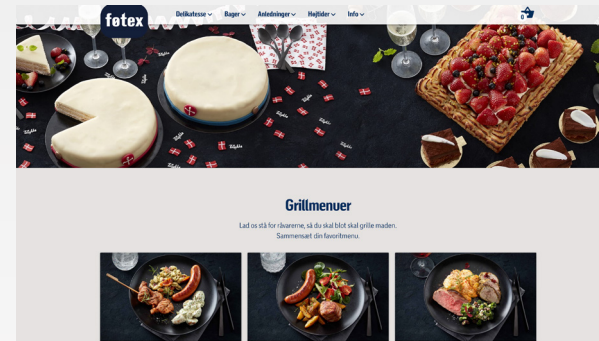 føtex
Delikatesse
Bager
Anledninger
Højtider
Info
0
Grillmenuer
Lad os stå for råvarerne, så du skal blot skal grille maden.
Sammensæt din favoritmenu.